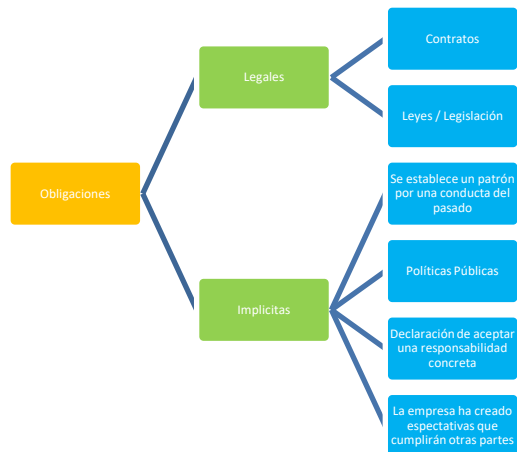 Contratos
Legales
Leyes / Legislación
Obligaciones
Se establece un patrón
por una conducta del
pasado
Políticas Públicas
Implicitas
Declaración de aceptar
una responsabilidad
concreta
La empresa ha creado
espectativas que
cumplirán otras partes